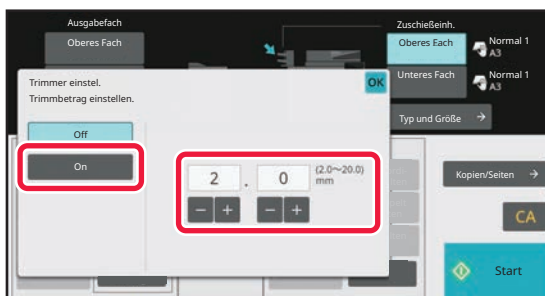 Ausgabefach
Oberes Fach
Zuschießeinh.
Oberes Fach
Normal 1
A3
Unteres Fach
Normal 1
A3
Typ und Größe
Trimmer einstel.
Trimmbetrag einstellen.
OK
Off
On
2 . 0 (2.0～20.0)
mm
− + − +
Kopien/Seiten
CA
Start